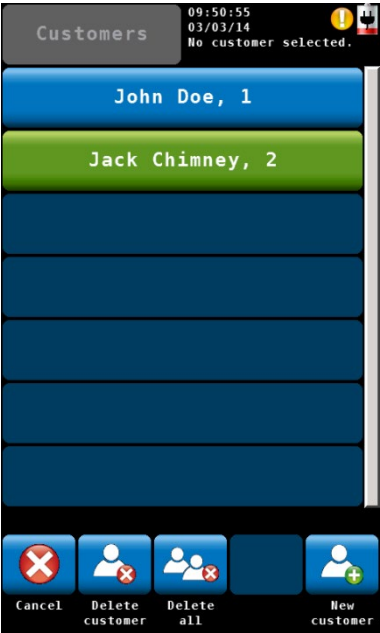 Customers
09:50:55
03/03/14
No customer selected.
John Doe, 1
Jack Chimney, 2
Cancel
Delete customer
Delete all
New customer